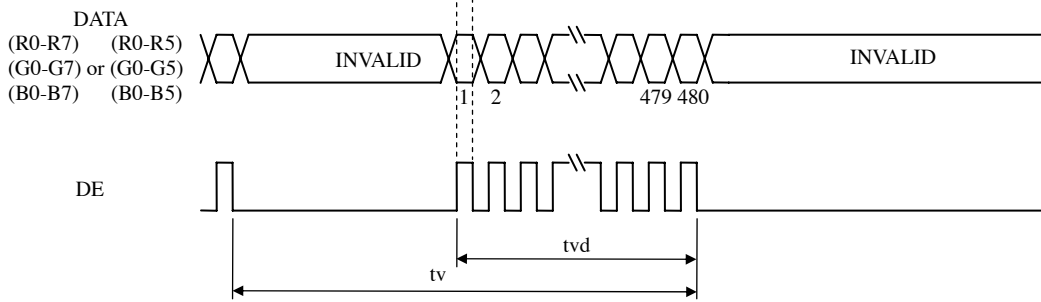 DATA
(R0-R7) (R0-R5)
(G0-G7) or (G0-G5)
(B0-B7) (B0-B5)
INVALID
INVALID
1 2 479 480
DE
tvd
tv